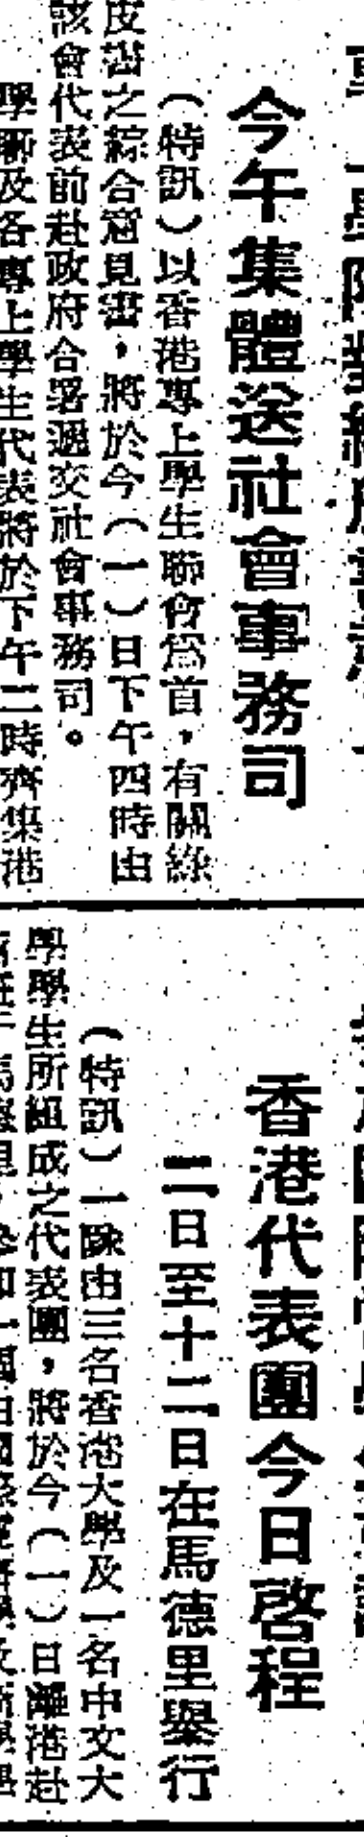 今午集體送社會事務司
（特訊）以香港專上學生聯會為首，有關綠
皮書之綜合意見書，將於今（一）日下午四時由
該會代表前赴政府合署遞交社會事務司。
學聯及各專上學生代表將於下午二時齊集港
香港代表團今日啓程
二日至十二日在馬德里舉行
（特訊）一隊由三名香港大學及一名中文大
學學生所組成之代表團，將於今（一）日離港赴